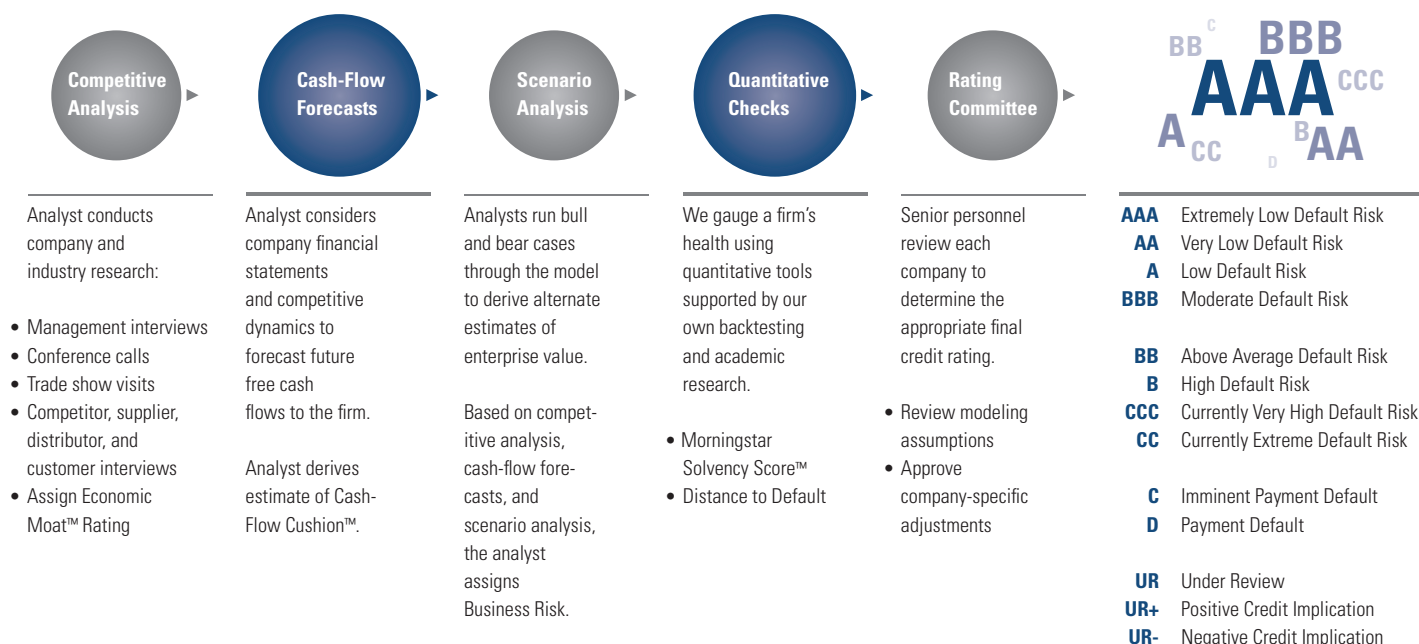 Competitive
Analysis
Cash-Flow
Forecasts
Scenario
Analysis
Quantitative
Checks
Rating
Committee
C
BB
BBB
AAA
CCC
A
CC
B
AA
D
Analyst conducts
company and
industry research:
• Management interviews
• Conference calls
• Trade show visits
• Competitor, supplier,
distributor, and
customer interviews
• Assign Economic
Moat™ Rating
Analyst considers
company financial
statements
and competitive
dynamics to
forecast future
free cash
flows to the firm.
Analyst derives
estimate of Cash-
Flow Cushion™.
Analysts run bull
and bear cases
through the model
to derive alternate
estimates of
enterprise value.
Based on compet-
itive analysis,
cash-flow fore-
casts, and
scenario analysis,
the analyst
assigns
Business Risk.
We gauge a firm's
health using
quantitative tools
supported by our
own backtesting
and academic
research.
• Morningstar
Solvency Score™
• Distance to Default
Senior personnel
review each
company to
determine the
appropriate final
credit rating.
• Review modeling
assumptions
• Approve
company-specific
adjustments
AAA Extremely Low Default Risk
AA Very Low Default Risk
A Low Default Risk
BBB Moderate Default Risk
BB Above Average Default Risk
B High Default Risk
CCC Currently Very High Default Risk
CC Currently Extreme Default Risk
C Imminent Payment Default
D Payment Default
UR Under Review
UR+ Positive Credit Implication
UR- Negative Credit Implication